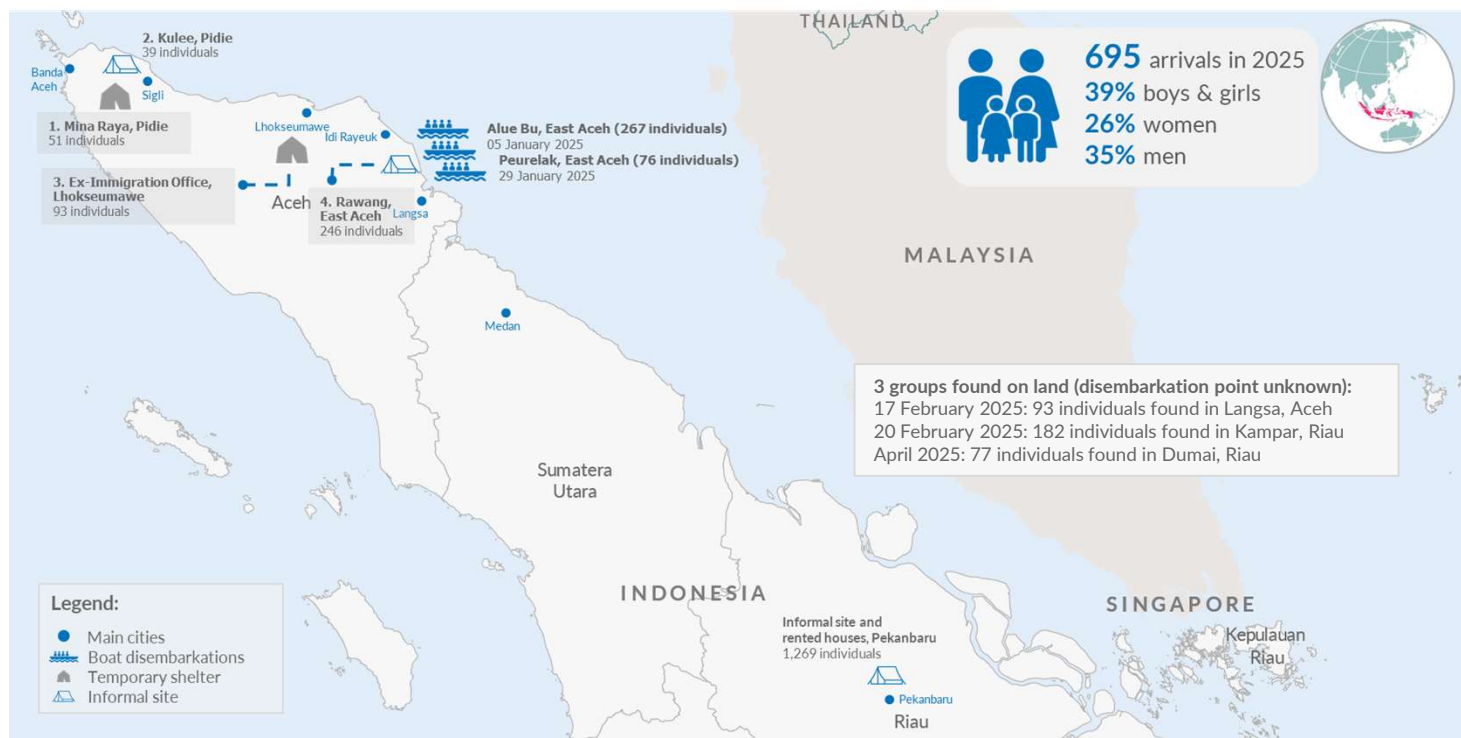 THAILAND
2. Kulee, Pidie
39 individuals
Banda
Aceh
Sigli
1. Mina Raya, Pidie
51 individuals
Lhokseumawe
Idi Rayeuk
3. Ex-Immigration Office,
Lhokseumawe
93 individuals
Aceh
4. Rawang,
East Aceh
246 individuals
Langsa
Alue Bu, East Aceh (267 individuals)
05 January 2025
Peurelak, East Aceh (76 individuals)
29 January 2025
695 arrivals in 2025
39% boys & girls
26% women
35% men
MALAYSIA
Medan
3 groups found on land (disembarkation point unknown):
17 February 2025: 93 individuals found in Langsa, Aceh
20 February 2025: 182 individuals found in Kampar, Riau
April 2025: 77 individuals found in Dumai, Riau
Sumatera
Utara
INDONESIA
SINGAPORE
Kepulauan
Riau
Informal site and
rented houses, Pekanbaru
1,269 individuals
Pekanbaru
Riau
Legend:
Main cities
Boat disembarkations
Temporary shelter
Informal site